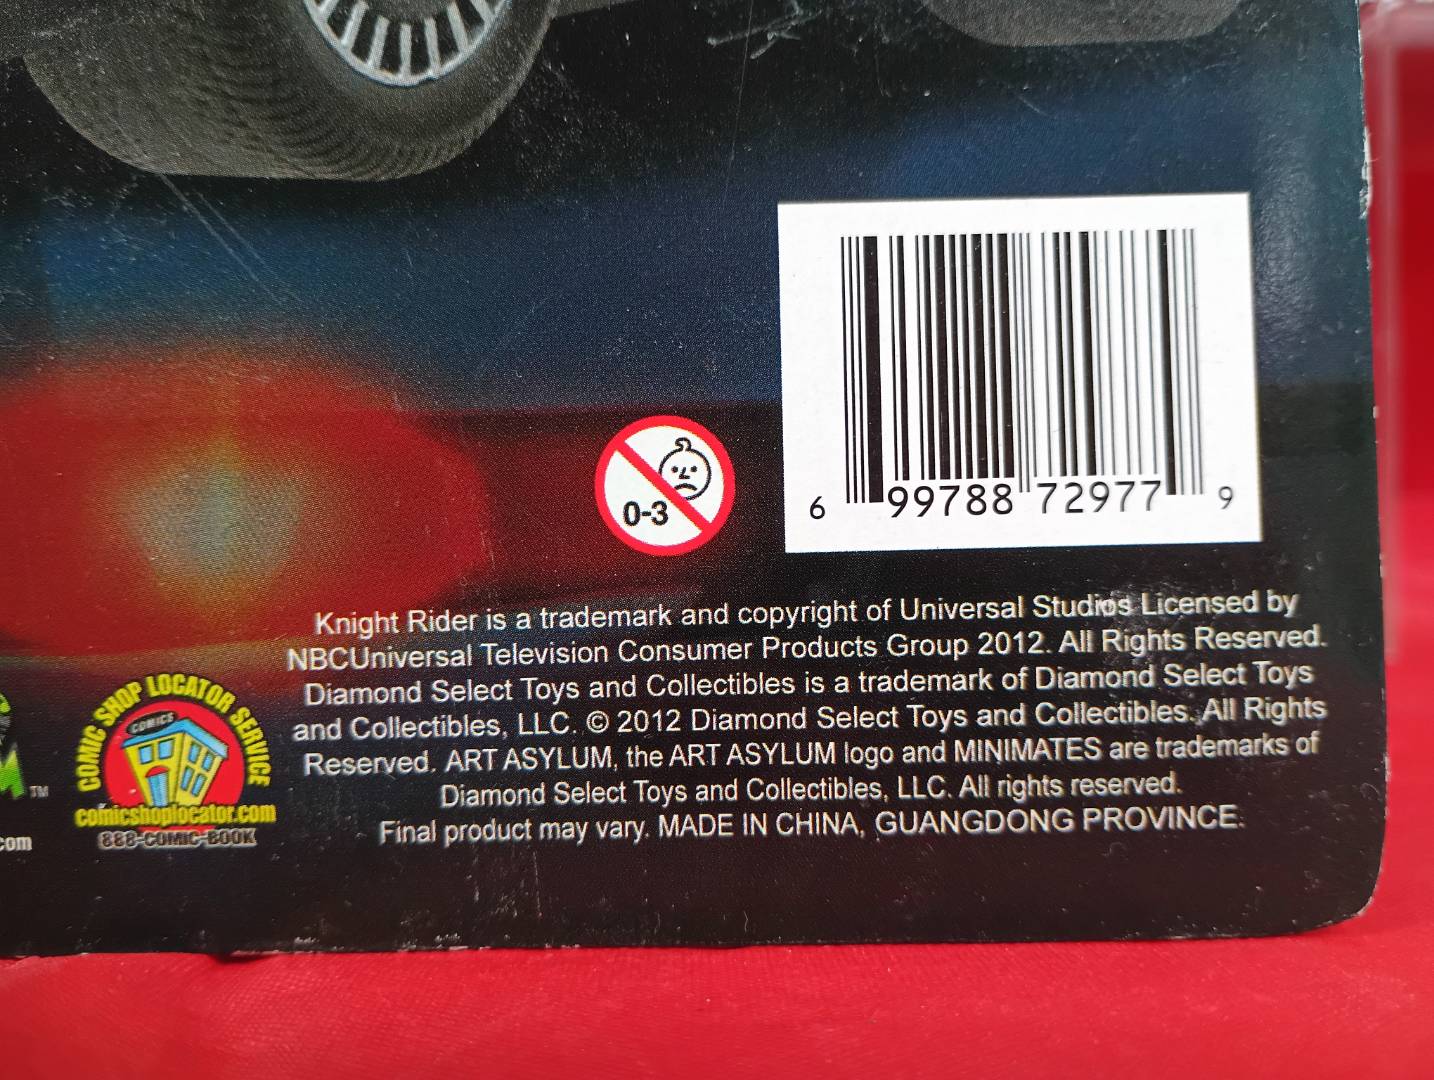 0-3
6 99788 72977 9
Knight Rider is a trademark and copyright of Universal Studios Licensed by
NBCUniversal Television Consumer Products Group 2012. All Rights Reserved.
Diamond Select Toys and Collectibles is a trademark of Diamond Select Toys
and Collectibles, LLC. © 2012 Diamond Select Toys and Collectibles. All Rights
Reserved. ART ASYLUM, the ART ASYLUM logo and MINIMATES are trademarks of
Diamond Select Toys and Collectibles, LLC. All rights reserved.
Final product may vary. MADE IN CHINA, GUANGDONG PROVINCE.
COMIC SHOP LOCATOR SERVICE
COMICS
comicshoplocator.com
888-COMIC-BOOK
TM
com